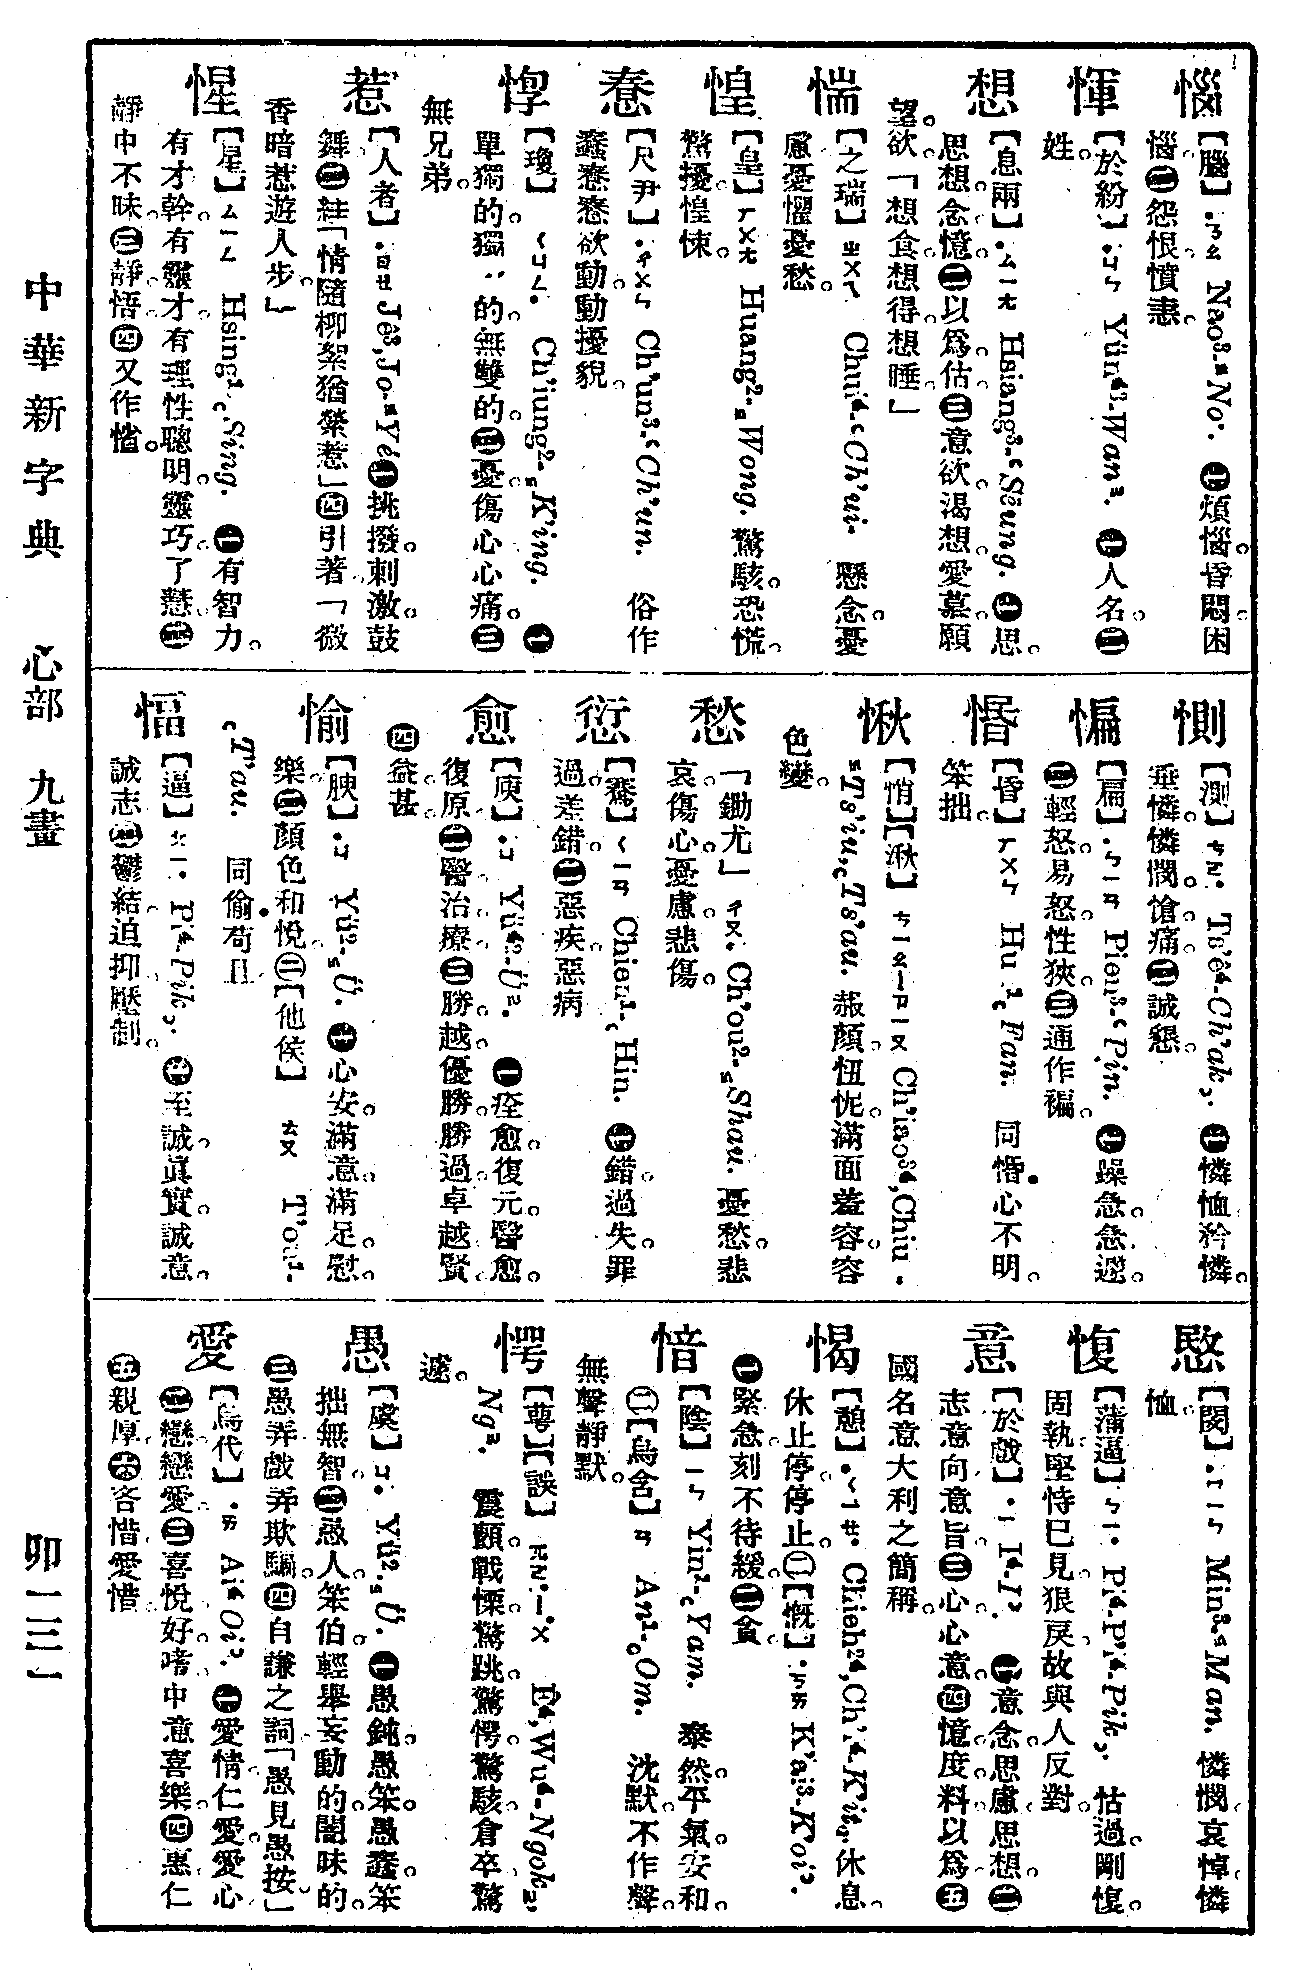 中華新字典 心部 九畫 卯一三一
惱
【腦】．ㄋㄠ Nao³.-₌No². ㊀煩惱。昏悶。困
惱。㊁怨恨。憤恚。
惲
【於紛】．ㄩㄣ Yün⁴³.Wan². ㊀人名。㊁
姓。
想
【息兩】．ㄙㄧㄤ Hsiang³.-ʿSëung. ㊀思。
思想。念憶。㊁以爲。估。㊂意欲。渴想。愛慕。願
望。欲。「想食想得想睡」
惴
【之瑞】ㄓㄨㄟ Chui⁴.-ʿCh'ui. 懸念。憂
慮。憂懼。憂愁。
惶
【皇】ㄏㄨㄤ Huang².-₌Wong. 驚駭。恐慌。
驚擾。惶悚。
惷
【尺尹】．ㄔㄨㄣ Ch'un³.-ʿCh'un. 俗作
蠢。惷惷欲動。動擾貌。
惸
【瓊】ㄑㄩㄥ． Ch'iung².-₌K'ing. ㊀
單獨的。獨一的。無雙的。㊁憂傷。心心痛。㊂
無兄弟。
惹
【人者】．ㄖㄝ Jê³,Jo.-₌Yé ㊀挑撥。刺激。鼓
舞。㊂註「情隨柳絮猶縈惹」㊃引著「微
香暗惹遊人步」
惺
【星】ㄙㄧㄥ Hsing¹.-꜀Sing. ㊀有智力。
有才幹。有靈才。有理性。聰明。靈巧。了慧。㊁
靜中不昧。㊂靜悟。㊃又作惺。
惻
【測】ㄘㄜ． Ts'ê⁴.-Ch'ak꜄. ㊀憐恤。矜憐。
垂憐。憐憫。愴痛。㊁誠懇。
惼
【扁】．ㄅㄧㄢ Pien³.-ʿPin. ㊀躁急。急遽。
㊁輕怒。易怒。性狹。㊂通作褊。
惽
【昏】ㄏㄨㄣ Hu ¹.꜀Fan. 同惛。心不明。
笨拙。
愀
【悄】【湫】ㄘㄧㄠㄐㄧㄡ Ch'iao³⁴,Chiu.
₌Ts'iu,꜀Ts'au. 赧顏。忸怩。滿面羞容。容
色變。
愁
「鋤尤」ㄔㄡ． Ch'ou².-₌Shau. 憂愁。悲
哀。傷心。憂慮。悲傷。
愆
【騫】ㄑㄧㄢ Chien¹.-꜀Hin. ㊀錯。過失。罪
過。差錯。㊁惡疾。惡病
愈
【庾】．ㄩ Yü⁴².-Ü². ㊀痊愈。復元。醫愈。
復原。㊁醫治。療。㊂勝越。優勝。勝過。卓越。賢。
㊃益。甚
愉
【腴】．ㄩ Yü².-₌Ü. ㊀心安。滿意。滿足。慰
樂。㊁顏色和悅。㊁【他侯】 ㄊㄡ T'ou¹.-
꜀T'au. 同偷。苟且
愊
【逼】ㄅㄧ． Pi⁴.-Pik꜄. ㊀至誠。眞實。誠意。
誠志。㊁鬱結。迫抑。壓制。
愍
【閔】．ㄇㄧㄣ Min³.-₌Man. 憐憫。哀悼。憐
恤。
愎
【蒲逼】ㄅㄧ． Pi⁴.P'i⁴.-Pik꜄. 怙過。剛愎。
固執。堅持已見。狠戾。故與人反對。
意
【於戲】．ㄧ I⁴.-I꜄. ㊀意念。思慮。思想。㊁
志。意向。意旨。㊂心。心意。㊃憶度。料。以爲。㊄
國名。意大利之簡稱。
愒
【憩】．ㄑㄧㄝ． Chieh²⁴,Ch'i⁴.-K'it꜄. 休息。
休止。停。停止。㊁【慨】．ㄎㄞ K'ai³.-K'oi꜄.
㊀緊急。刻不待緩。㊁貪。
愔
【陰】ㄧㄣ Yin¹.-꜀Yam. 泰然。平氣。安和。
㊁【烏含】ㄢ An¹.-꜀Om. 沈默。不作聲。
無聲。靜默。
愕
【萼】【誤】 ㄜ．ㄨ E⁴,Wu⁴.-Ngok꜅,
Ng². 震顫。戰慄。驚跳。驚愕。驚駭。倉卒驚
遽。
愚
【虞】ㄩ． Yü².-₌Ü. ㊀愚鈍。愚笨。愚蠢。笨
拙。無智。㊁愚人。笨伯。輕舉妄動的。闇昧的。
㊂愚弄。戲弄。欺騙。㊃自謙之詞。「愚見愚按」
愛
【烏代】．ㄞ Ai⁴.Oi꜄. ㊀愛情。仁愛。愛心
㊁戀。戀愛。㊂喜悅。好。嗜。中意。喜樂。㊃惠。仁
㊄親厚。㊅吝惜。愛惜。